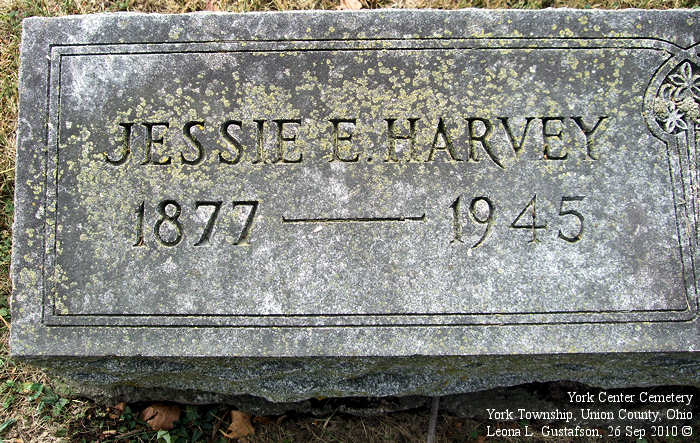 JESSIE E. HARVEY
1877 — 1945
York Center Cemetery
York Township, Union County, Ohio
Leona L. Gustafson, 26 Sep 2010 ©